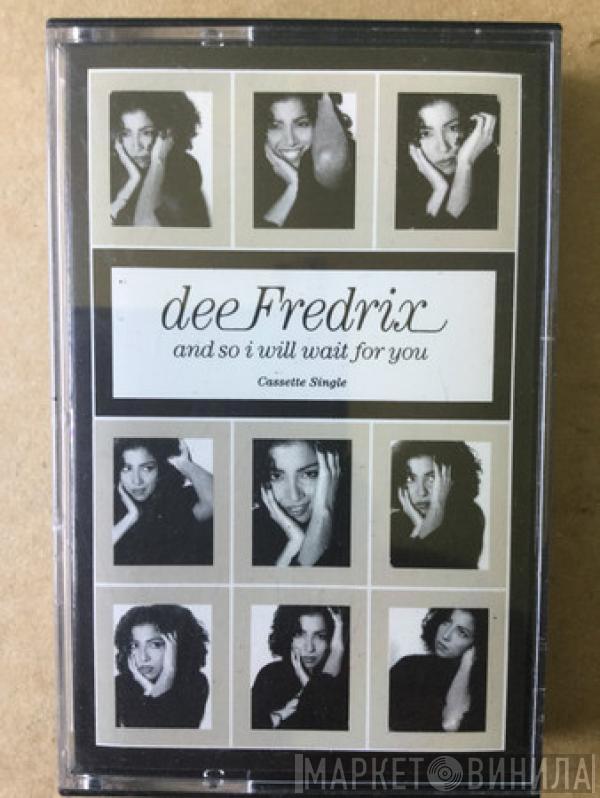 dee Fredrix
and so i will wait for you
Cassette Single
МАРКЕТ ВИНИЛА